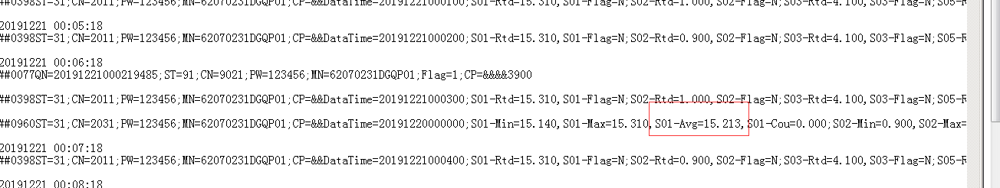 ##0398ST=31;CN=2011;PW=123456;MN=62070231DGQP01;CP=&&DataTime=20191221000100;S01-Rtd=15.310,S01-Flag=N;S02-Rtd=1.000,S02-Flag=N;S03-Rtd=4.100,S03-Flag=N;S05-R
20191221 00:05:18
##0398ST=31;CN=2011;PW=123456;MN=62070231DGQP01;CP=&&DataTime=20191221000200;S01-Rtd=15.310,S01-Flag=N;S02-Rtd=0.900,S02-Flag=N;S03-Rtd=4.100,S03-Flag=N;S05-R
20191221 00:06:18
##0077QN=20191221000219485;ST=91;CN=9021;PW=123456;MN=62070231DGQP01;Flag=1;CP=&&&&3900
##0398ST=31;CN=2011;PW=123456;MN=62070231DGQP01;CP=&&DataTime=20191221000300;S01-Rtd=15.310,S01-Flag=N;S02-Rtd=1.000,S02-Flag=N;S03-Rtd=4.100,S03-Flag=N;S05-R
##0960ST=31;CN=2031;PW=123456;MN=62070231DGQP01;CP=&&DataTime=20191220000000;S01-Min=15.140,S01-Max=15.310,S01-Avg=15.213,S01-Cou=0.000;S02-Min=0.900,S02-Max=
20191221 00:07:18
##0398ST=31;CN=2011;PW=123456;MN=62070231DGQP01;CP=&&DataTime=20191221000400;S01-Rtd=15.310,S01-Flag=N;S02-Rtd=0.900,S02-Flag=N;S03-Rtd=4.100,S03-Flag=N;S05-R
20191221 00:08:18